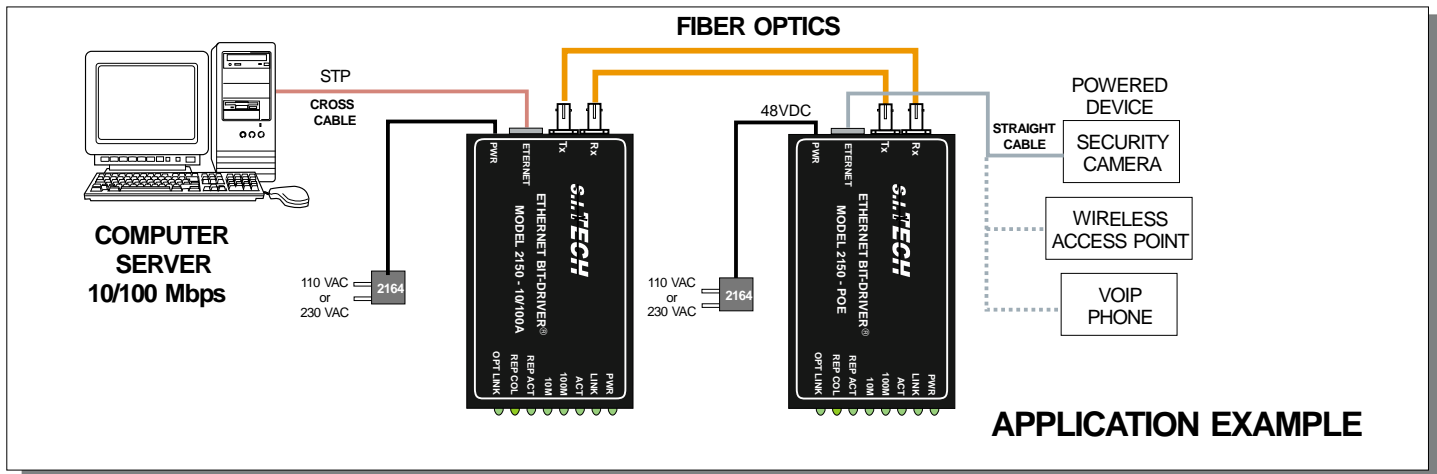 FIBER OPTICS
STP
CROSS
CABLE
48VDC
STRAIGHT
CABLE
POWERED
DEVICE
SECURITY
CAMERA
WIRELESS
ACCESS POINT
VOIP
PHONE
COMPUTER
SERVER
10/100 Mbps
110 VAC
or
230 VAC
2164
PWR
ETERNET
Tx
Rx
S.I.TECH
ETHERNET BIT-DRIVER®
MODEL 2150 - 10/100A
OPT LINK
REP COL
REP ACT
10M
100M
ACT
LINK
PWR
110 VAC
or
230 VAC
2164
PWR
ETERNET
Tx
Rx
S.I.TECH
ETHERNET BIT-DRIVER®
MODEL 2150 - POE
OPT LINK
REP COL
REP ACT
10M
100M
ACT
LINK
PWR
APPLICATION EXAMPLE